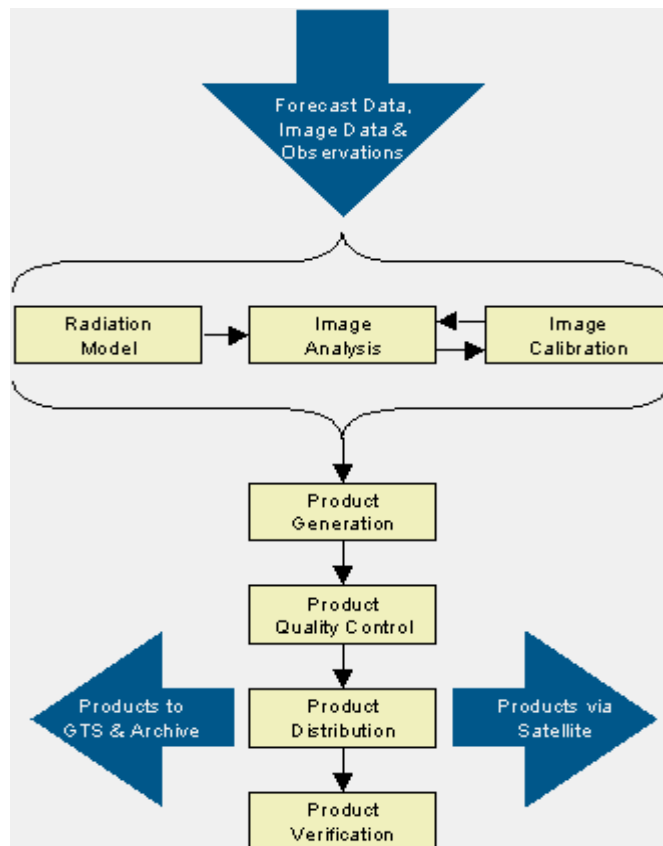 Forecast Data,
Image Data &
Observations
Radiation
Model
Image
Analysis
Image
Calibration
Product
Generation
Product
Quality Control
Product
Distribution
Products to
GTS & Archive
Products via
Satellite
Product
Verification